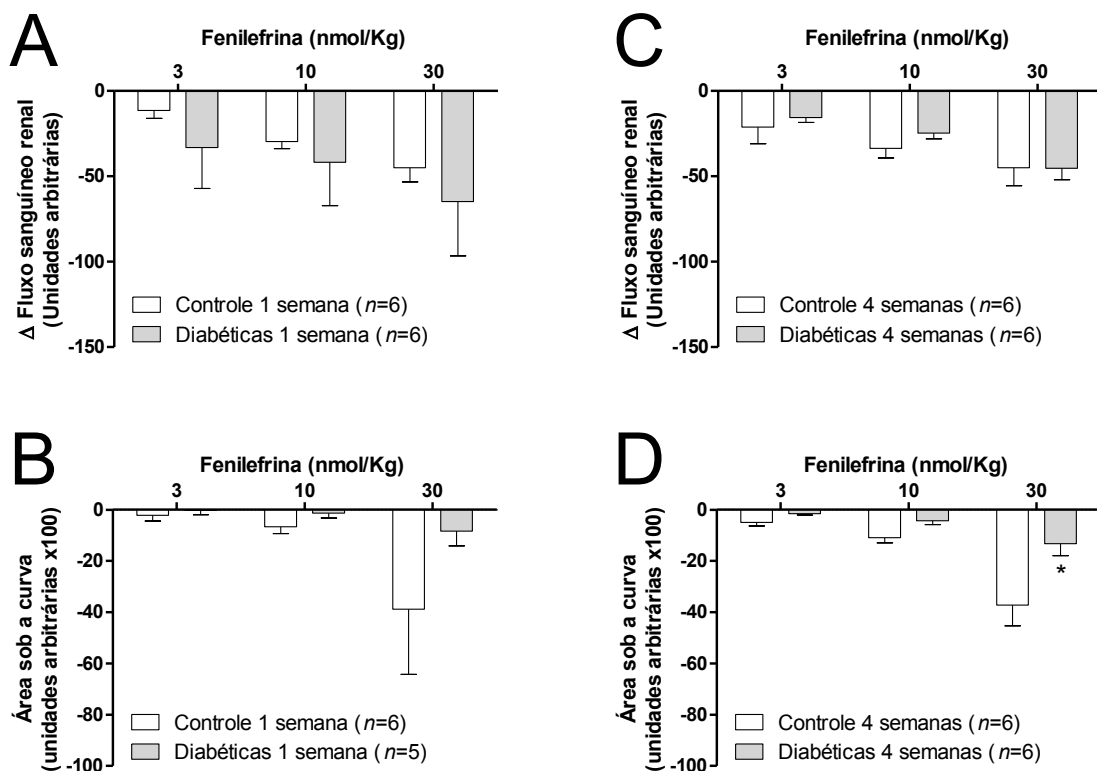 A
Fenilefrina (nmol/Kg)
3 10 30
0
-50
-100
-150
Δ Fluxo sanguíneo renal
(Unidades arbitrárias)
Controle 1 semana (n=6)
Diabéticas 1 semana (n=6)
C
Fenilefrina (nmol/Kg)
3 10 30
0
-50
-100
-150
Δ Fluxo sanguíneo renal
(Unidades arbitrárias)
Controle 4 semanas (n=6)
Diabéticas 4 semanas (n=6)
B
Fenilefrina (nmol/Kg)
3 10 30
0
-20
-40
-60
-80
-100
Área sob a curva
(unidades arbitrárias x100)
Controle 1 semana (n=6)
Diabéticas 1 semana (n=5)
D
Fenilefrina (nmol/Kg)
3 10 30
0
-20
-40
-60
-80
-100
Área sob a curva
(unidades arbitrárias x100)
*
Controle 4 semanas (n=6)
Diabéticas 4 semanas (n=6)